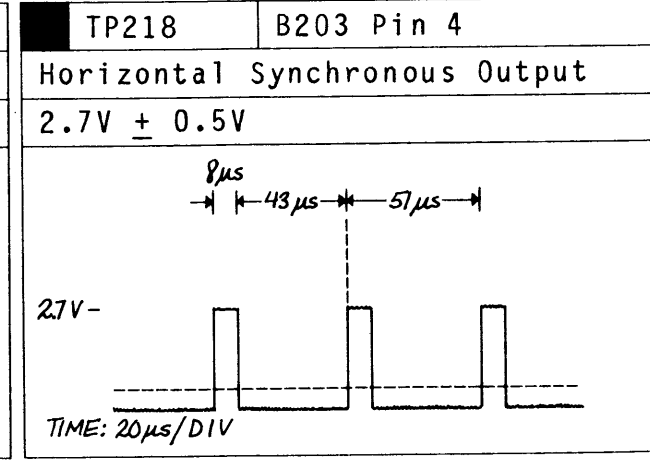 TP218 B203 Pin 4
Horizontal Synchronous Output
2.7V ± 0.5V
8µs
43µs 51µs
2.7V-
TIME: 20µs/DIV